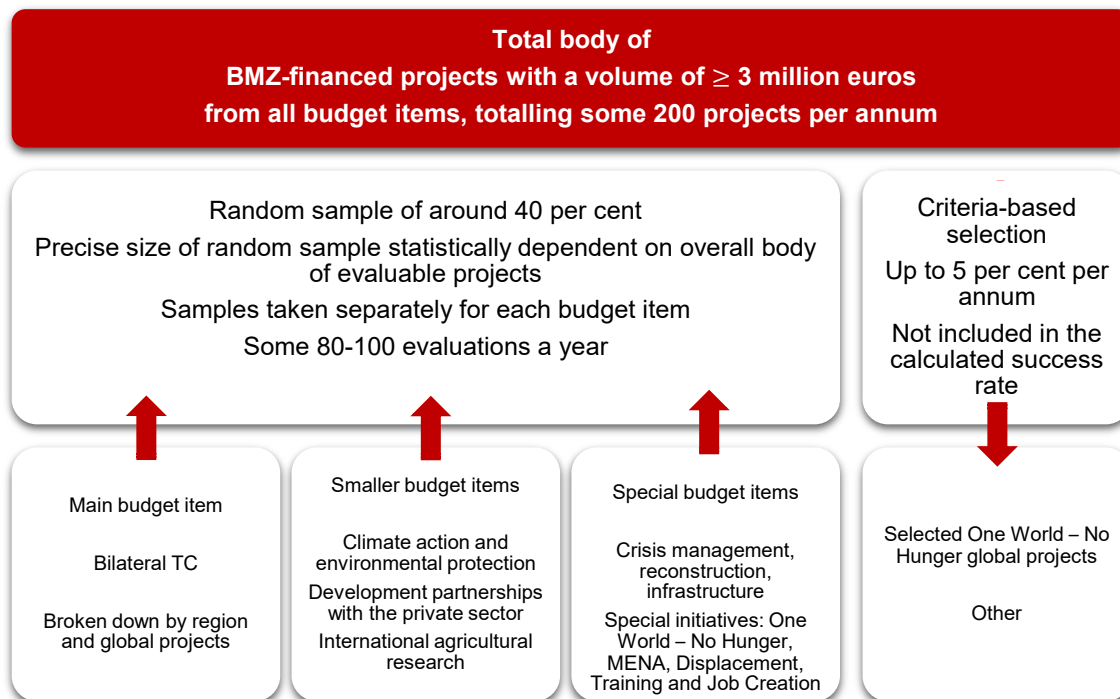 Total body of
BMZ-financed projects with a volume of ≥ 3 million euros
from all budget items, totalling some 200 projects per annum
Random sample of around 40 per cent
Precise size of random sample statistically dependent on overall body
of evaluable projects
Samples taken separately for each budget item
Some 80-100 evaluations a year
Criteria-based
selection
Up to 5 per cent per
annum
Not included in the
calculated success
rate
Main budget item
Bilateral TC
Broken down by region
and global projects
Smaller budget items
Climate action and
environmental protection
Development partnerships
with the private sector
International agricultural
research
Special budget items
Crisis management,
reconstruction,
infrastructure
Special initiatives: One
World – No Hunger,
MENA, Displacement,
Training and Job Creation
Selected One World – No
Hunger global projects
Other